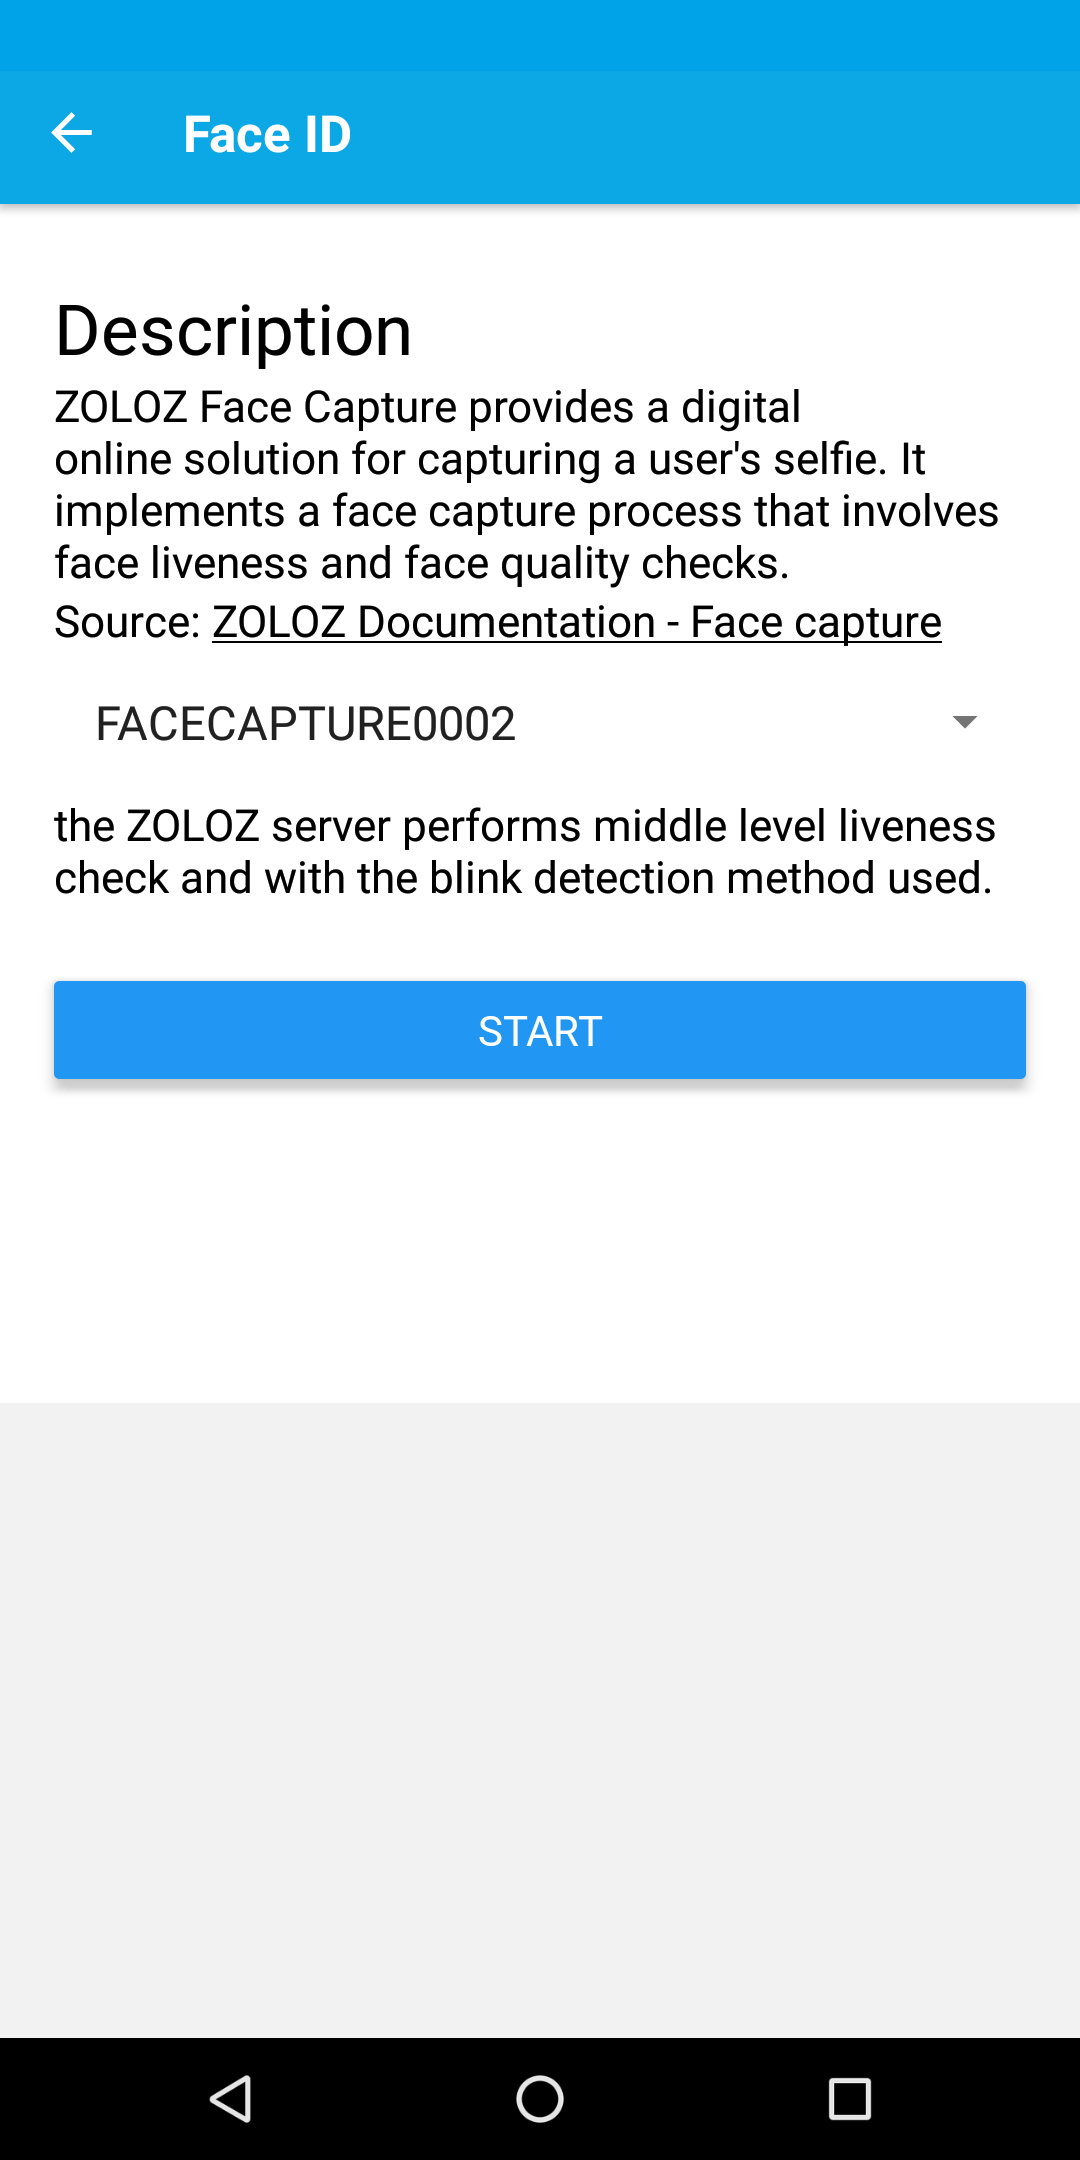 Face ID
Description
ZOLOZ Face Capture provides a digital
online solution for capturing a user's selfie. It
implements a face capture process that involves
face liveness and face quality checks.
Source: ZOLOZ Documentation - Face capture
FACECAPTURE0002
the ZOLOZ server performs middle level liveness
check and with the blink detection method used.
START